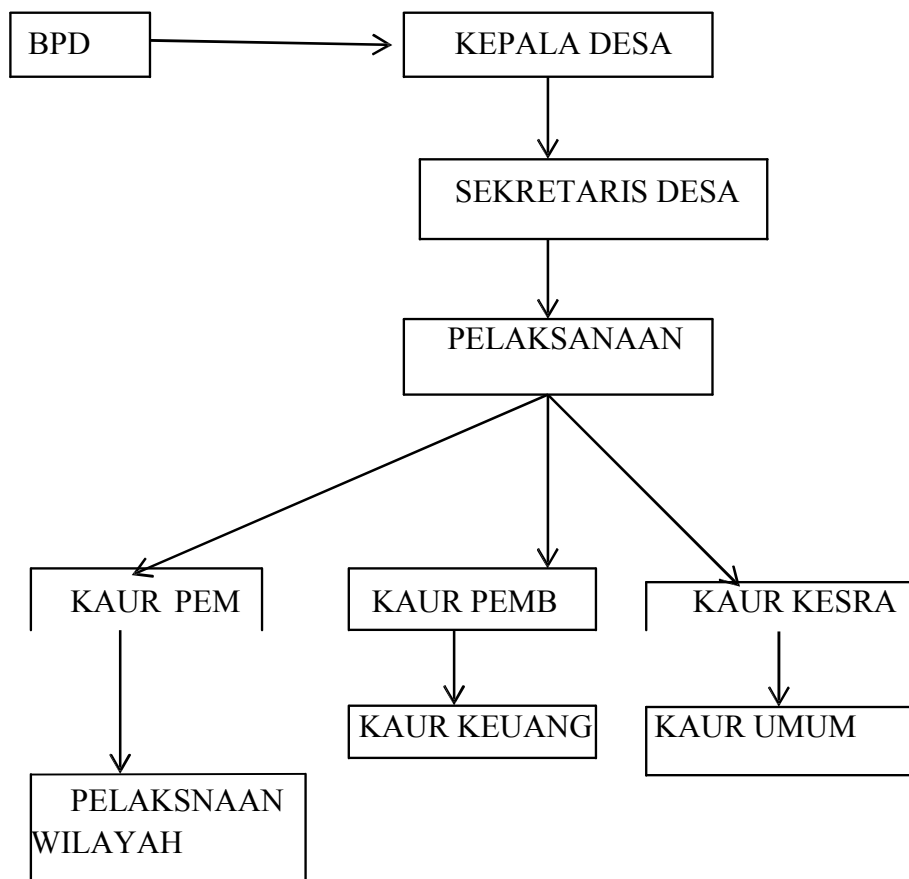 BPD
KEPALA DESA
SEKRETARIS DESA
PELAKSANAAN
KAUR PEM
KAUR PEMB
KAUR KESRA
KAUR KEUANG
KAUR UMUM
PELAKSNAAN
WILAYAH